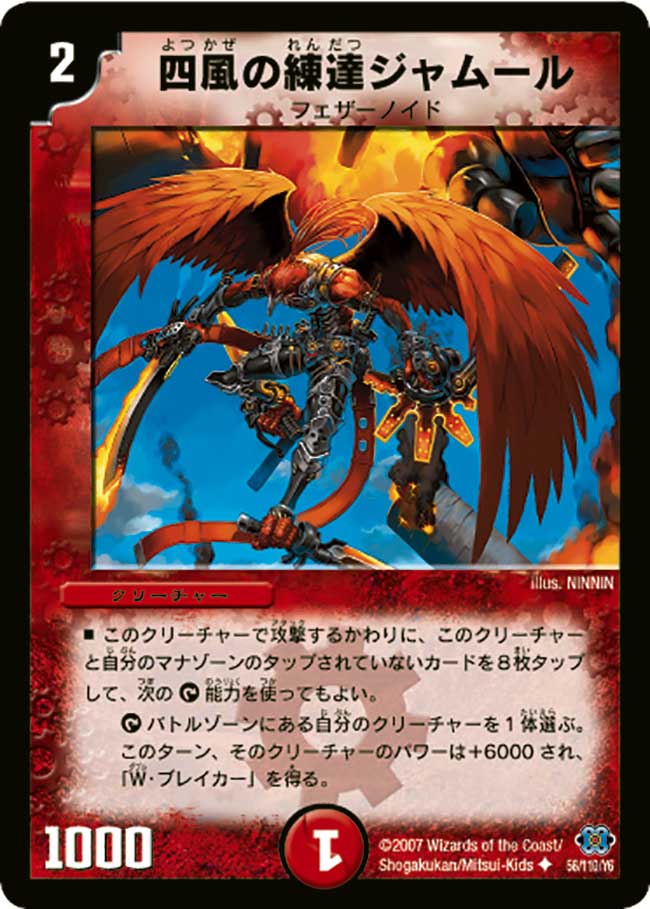 2
よつかぜ れんだつ
四風の練達ジャムール
フェザーノイド
illus. NINNIN
クリーチャー
■ このクリーチャーで攻撃するかわりに、このクリーチャー
と自分のマナゾーンのタップされていないカードを8枚タップ
して、次の 能力を使ってもよい。
バトルゾーンにある自分のクリーチャーを1体選ぶ。
このターン、そのクリーチャーのパワーは+6000され、
「W・ブレイカー」を得る。
1000
1
©2007 Wizards of the Coast/
Shogakukan/Mitsui-Kids ◆ 56/110/Y6